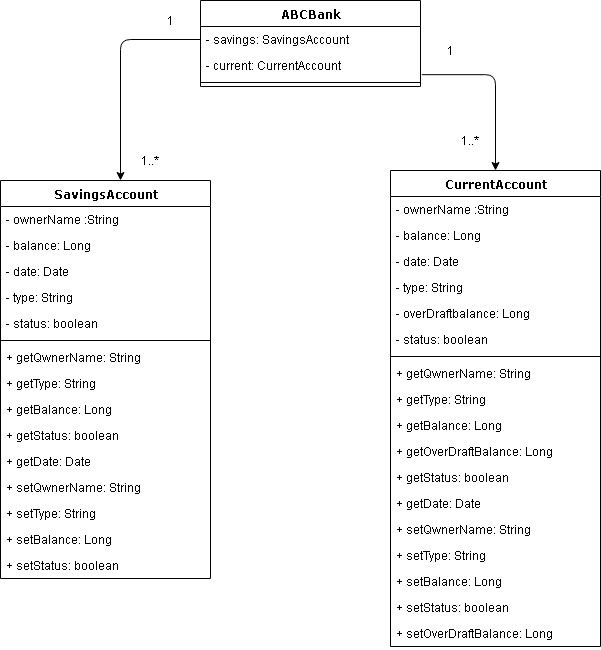 ABCBank
- savings: SavingsAccount
- current: CurrentAccount
1
1
1..*
1..*
SavingsAccount
- ownerName :String
- balance: Long
- date: Date
- type: String
- status: boolean
+ getQwnerName: String
+ getType: String
+ getBalance: Long
+ getStatus: boolean
+ getDate: Date
+ setQwnerName: String
+ setType: String
+ setBalance: Long
+ setStatus: boolean
CurrentAccount
- ownerName :String
- balance: Long
- date: Date
- type: String
- overDraftbalance: Long
- status: boolean
+ getQwnerName: String
+ getType: String
+ getBalance: Long
+ getOverDraftBalance: Long
+ getStatus: boolean
+ getDate: Date
+ setQwnerName: String
+ setType: String
+ setBalance: Long
+ setStatus: boolean
+ setOverDraftBalance: Long